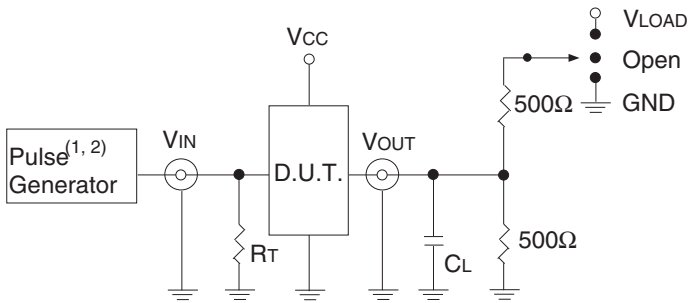 VLOAD
VCC
Open
500Ω
GND
Pulse(1, 2)
Generator
VIN
D.U.T.
VOUT
RT
CL
500Ω